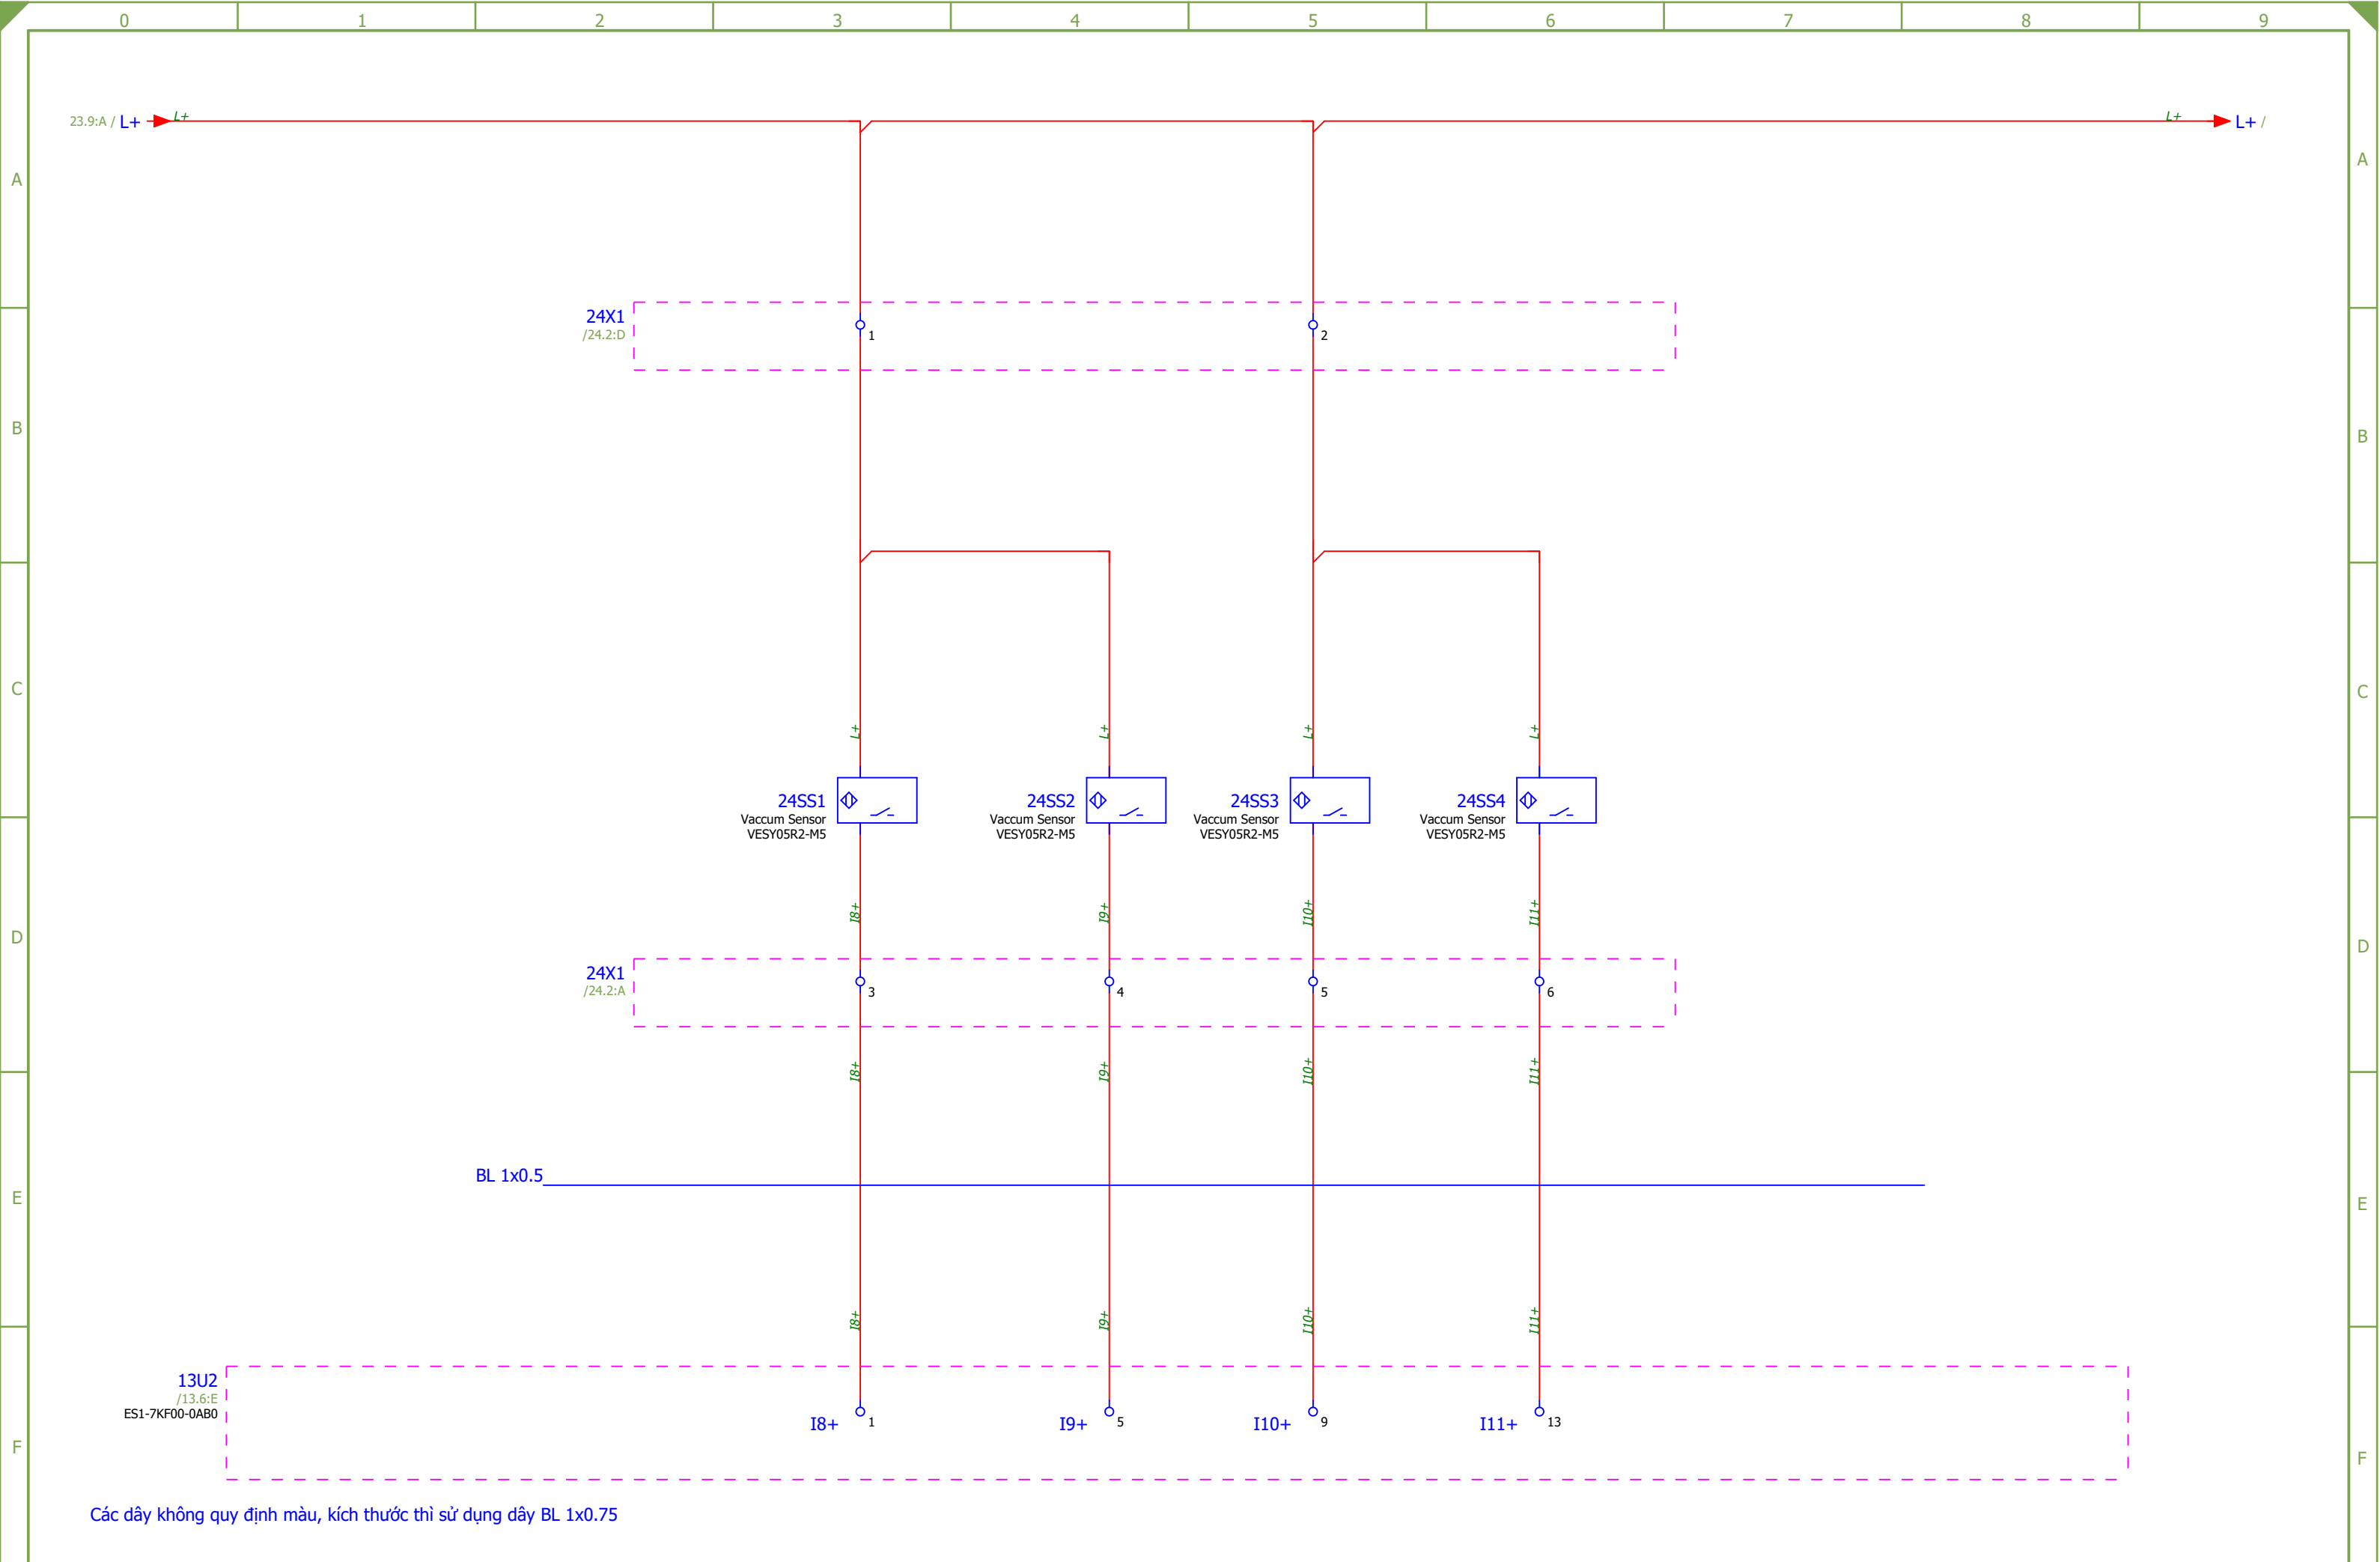 0 1 2 3 4 5 6 7 8 9
23.9:A / L+ L+ L+ L+ /
A A
24X1
/24.2:D
1 2
B B
C C
L+ L+ L+ L+
24SS1 24SS2 24SS3 24SS4
Vaccum Sensor Vaccum Sensor Vaccum Sensor Vaccum Sensor
VESY05R2-M5 VESY05R2-M5 VESY05R2-M5 VESY05R2-M5
I8+ I9+ I10+ I11+
D D
24X1
/24.2:A
3 4 5 6
I8+ I9+ I10+ I11+
BL 1x0.5
E E
I8+ I9+ I10+ I11+
13U2
/13.6:E
ES1-7KF00-0AB0
I8+ 1 I9+ 5 I10+ 9 I11+ 13
F F
Các dây không quy định màu, kích thước thì sử dụng dây BL 1x0.75